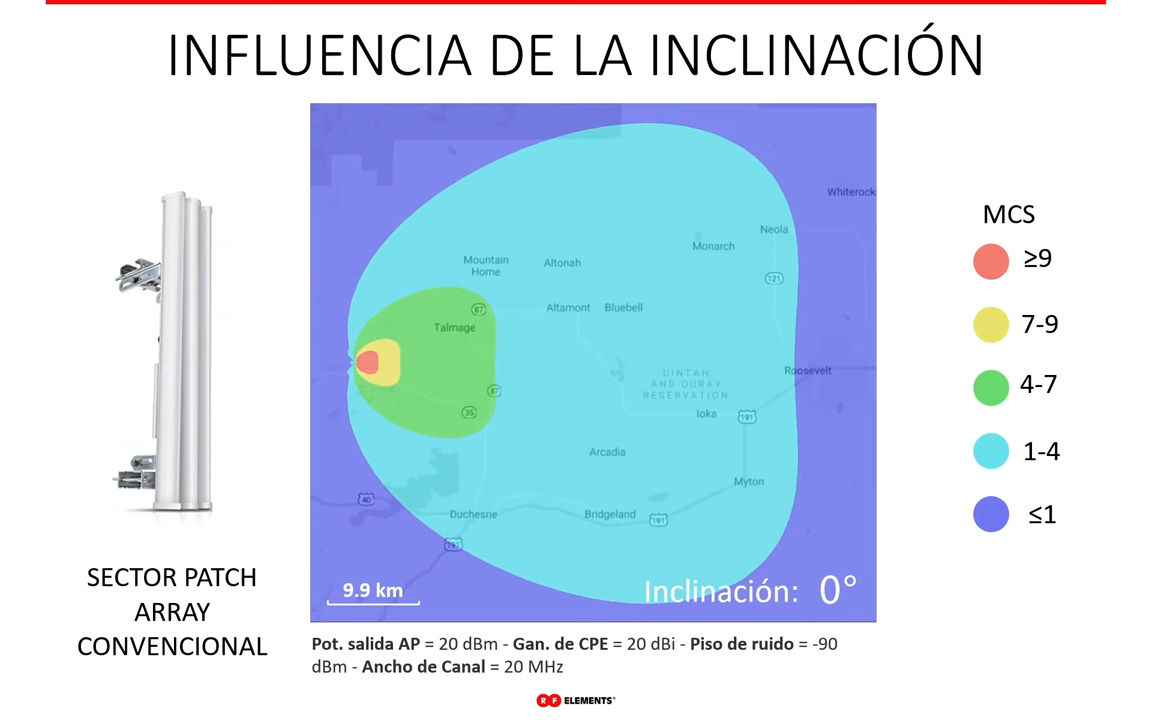 INFLUENCIA DE LA INCLINACIÓN
Whiterock
Neola
Monarch
Mountain
Home
Altonah
121
87
Altamont
Bluebell
Talmage
UINTAH
AND OURAY
RESERVATION
Roosevelt
87
35
Ioka
191
Arcadia
Myton
40
Duchesne
Bridgeland
191
191
9.9 km
Inclinación: 0°
MCS
≥9
7-9
4-7
1-4
≤1
SECTOR PATCH
ARRAY
CONVENCIONAL
Pot. salida AP = 20 dBm - Gan. de CPE = 20 dBi - Piso de ruido = -90
dBm - Ancho de Canal = 20 MHz
RF ELEMENTS